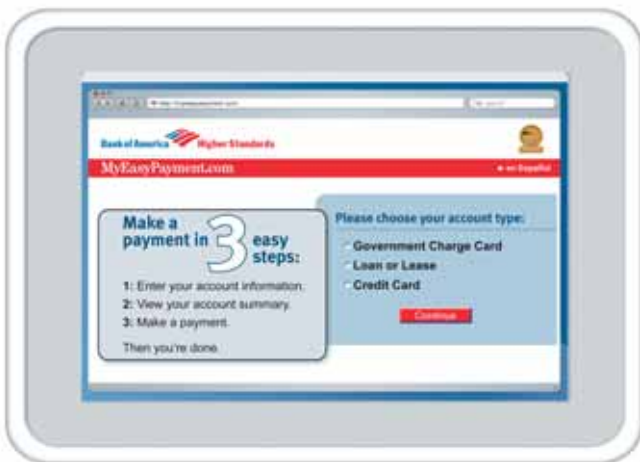 Bank of America Higher Standards
MyEasyPayment.com
en Español
Make a
payment in 3 easy
steps:
1: Enter your account information.
2: View your account summary.
3: Make a payment.
Then you're done.
Please choose your account type:
Government Charge Card
Loan or Lease
Credit Card
Continue